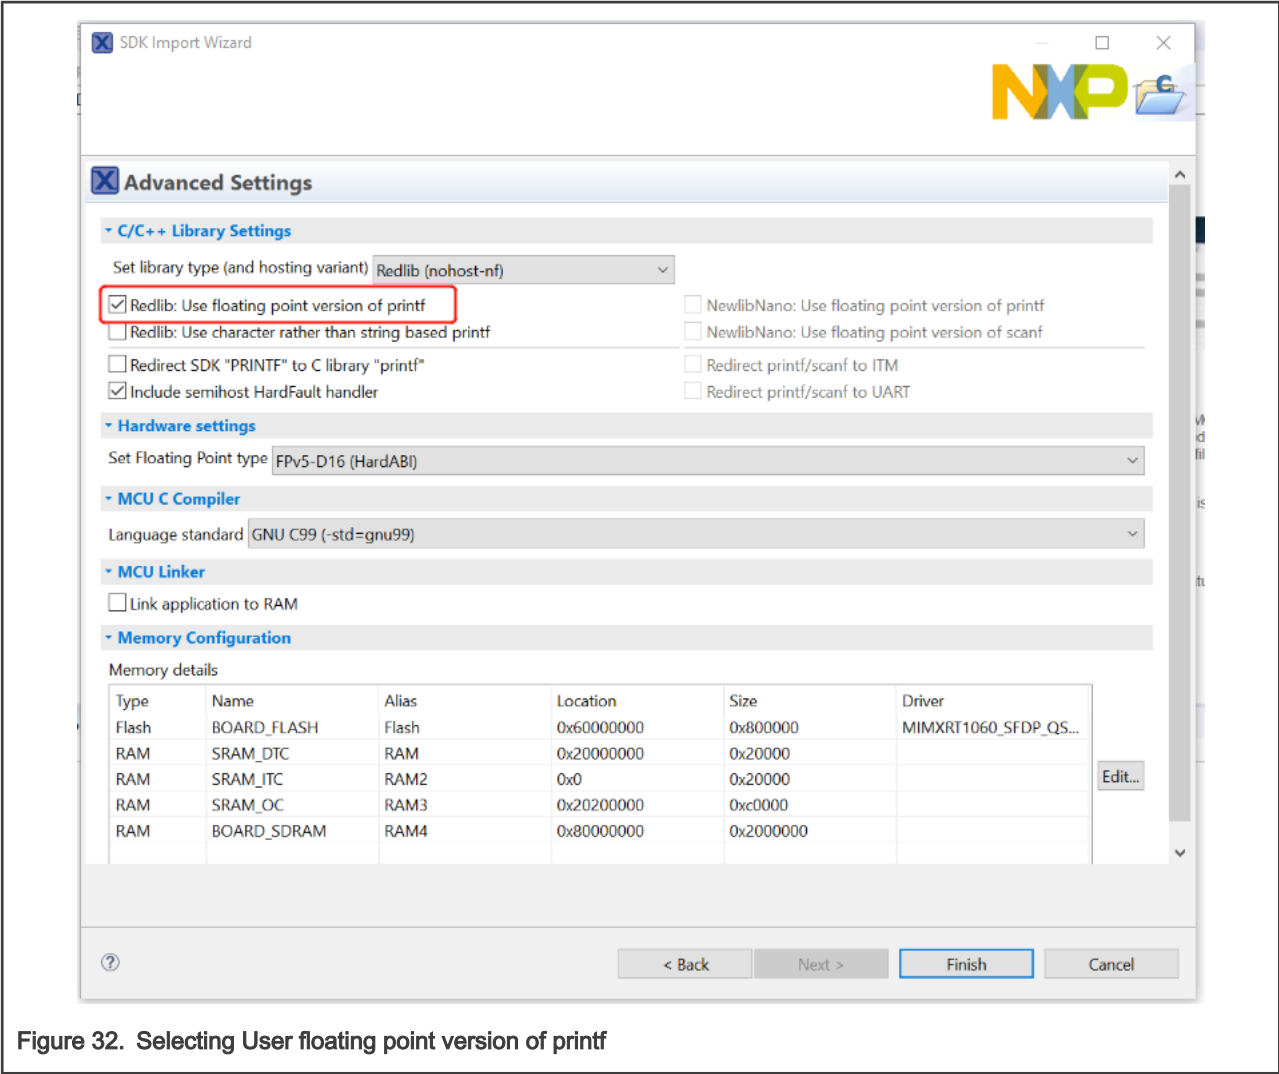 SDK Import Wizard
NXP
Advanced Settings
C/C++ Library Settings
Set library type (and hosting variant) Redlib (nohost-nf)
Redlib: Use floating point version of printf NewlibNano: Use floating point version of printf
Redlib: Use character rather than string based printf NewlibNano: Use floating point version of scanf
Redirect SDK "PRINTF" to C library "printf" Redirect printf/scanf to ITM
Include semihost HardFault handler Redirect printf/scanf to UART
Hardware settings
Set Floating Point type FPv5-D16 (HardABI)
MCU C Compiler
Language standard GNU C99 (-std=gnu99)
MCU Linker
Link application to RAM
Memory Configuration
Memory details
Type Name Alias Location Size Driver
Flash BOARD_FLASH Flash 0x60000000 0x800000 MIMXRT1060_SFDP_QS...
RAM SRAM_DTC RAM 0x20000000 0x20000
RAM SRAM_ITC RAM2 0x0 0x20000
RAM SRAM_OC RAM3 0x20200000 0xc0000
RAM BOARD_SDRAM RAM4 0x80000000 0x2000000
Edit...
? < Back Next > Finish Cancel
Figure 32. Selecting User floating point version of printf